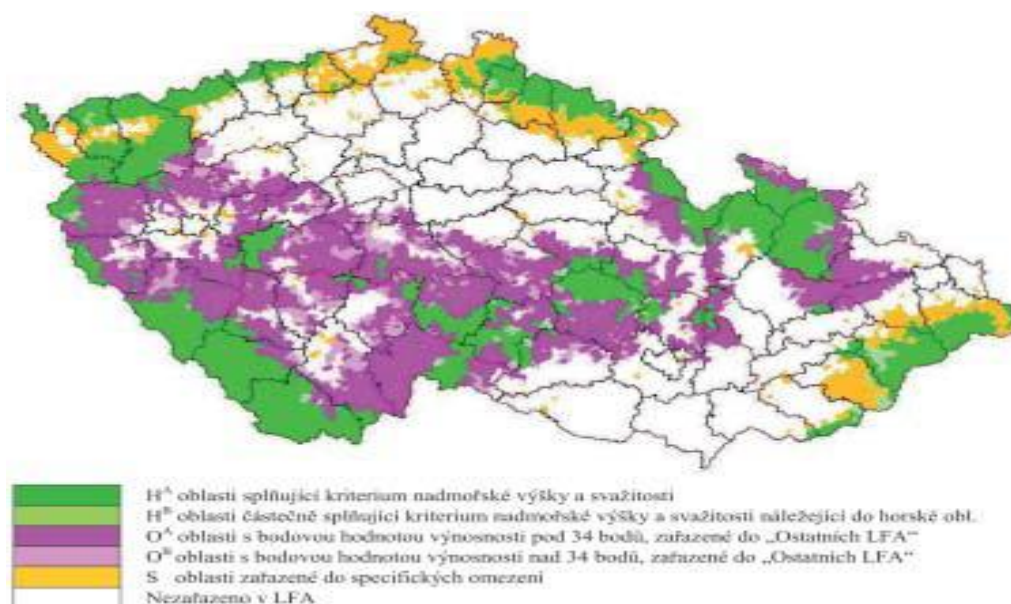 H^A oblasti splňující kriterium nadmořské výšky a svažitosti
H^B oblasti částečně splňující kriterium nadmořské výšky a svažitosti náležející do horské obl.
O^A oblasti s bodovou hodnotou výnosnosti pod 34 bodů, zařazené do „Ostatních LFA“
O^B oblasti s bodovou hodnotou výnosnosti nad 34 bodů, zařazené do „Ostatních LFA“
S oblasti zařazené do specifických omezení
Nezařazeno v LFA